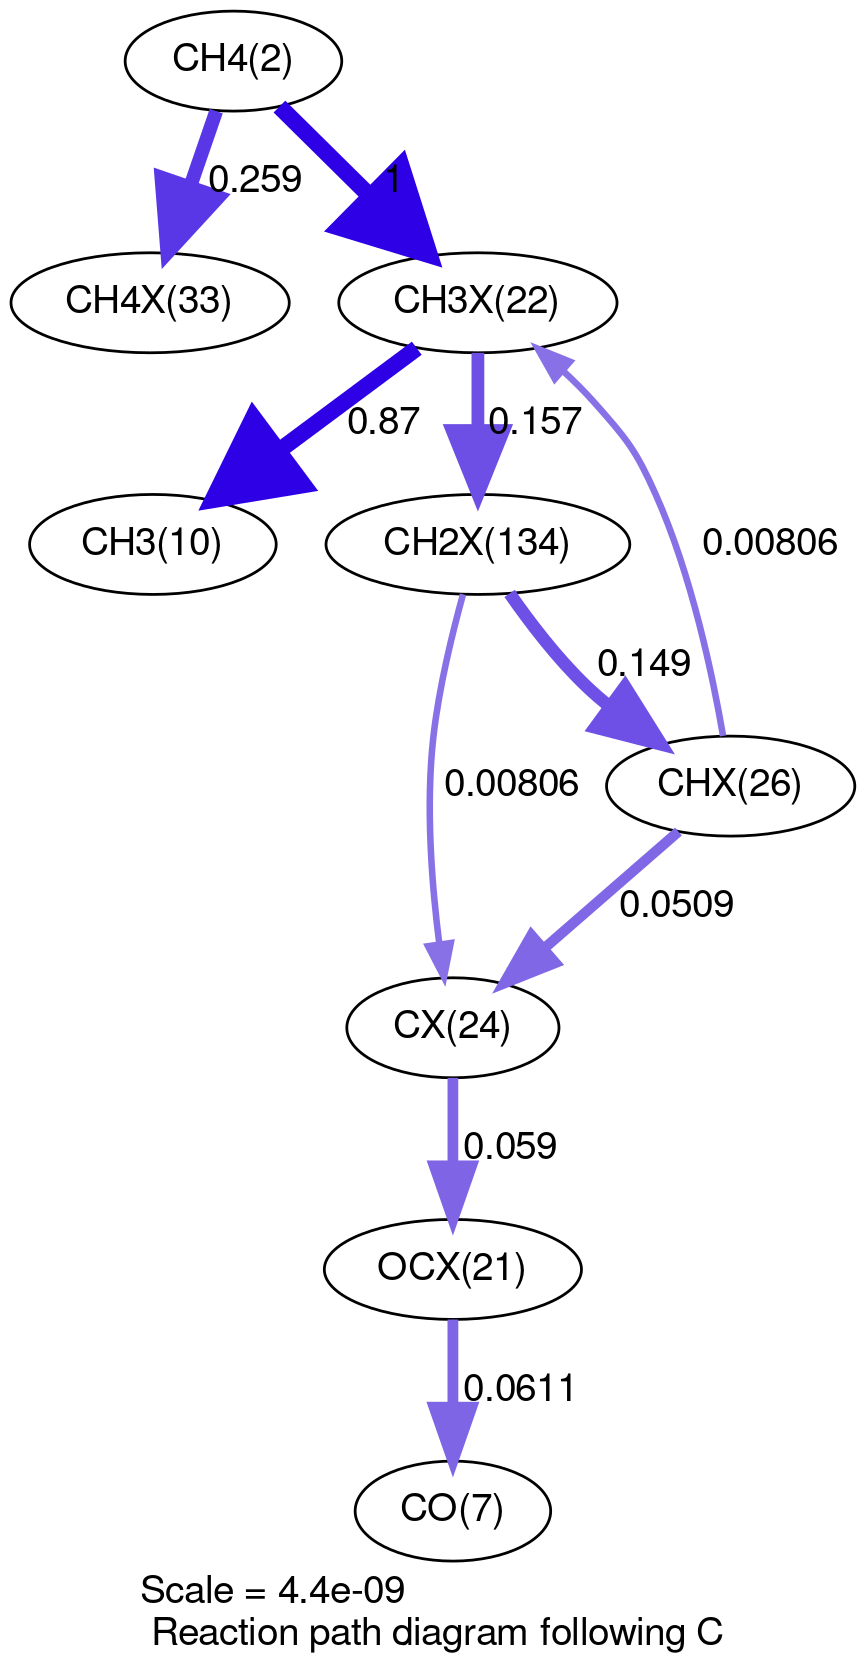 CH4(2)
0.259
1
CH4X(33)
CH3X(22)
0.87
0.157
CH3(10)
CH2X(134)
0.00806
0.149
0.00806
CHX(26)
0.0509
CX(24)
0.059
OCX(21)
0.0611
CO(7)
Scale = 4.4e-09
Reaction path diagram following C